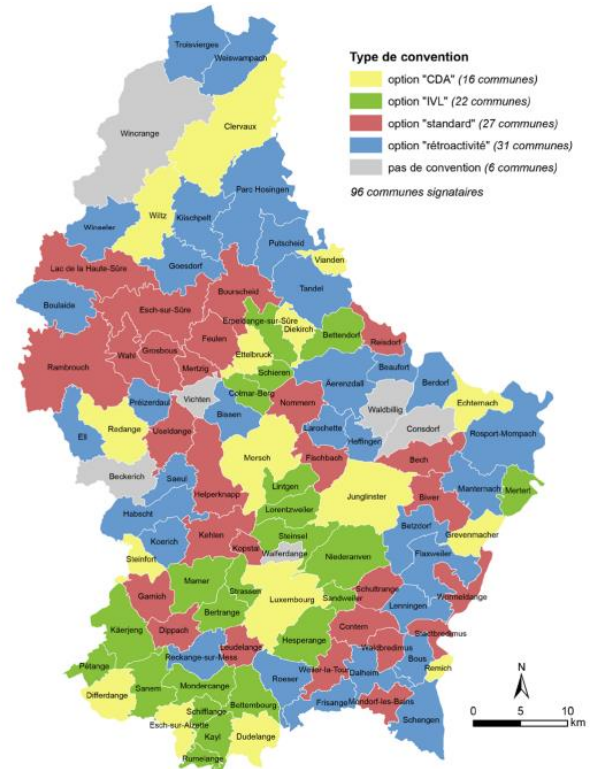 Troisvierges
Weiswampach
Type de convention
option "CDA" (16 communes)
option "IVL" (22 communes)
option "standard" (27 communes)
option "rétroactivité" (31 communes)
pas de convention (6 communes)
96 communes signataires
Wincrange
Clervaux
Parc Hosingen
Wiltz
Kiischpelt
Winseler
Putscheid
Vianden
Lac de la Haute-Sûre
Goesdorf
Tandel
Bourscheid
Boulaide
Esch-sur-Sûre
Erpeldange-sur-Sûre
Diekirch
Bettendorf
Reisdorf
Rambrouch
Wahl
Grosbous
Feulen
Ettelbruck
Mertzig
Schieren
Beaufort
Berdorf
Aerenzdall
Echternach
Préizerdaul
Vichten
Colmar-Berg
Nommern
Waldbillig
Consdorf
Bissen
Larochette
Rosport-Mompach
Ell
Redange
Useldange
Heffingen
Mersch
Fischbach
Bech
Beckerich
Saeul
Helperknapp
Lintgen
Junglinster
Biwer
Manternach
Mertert
Lorentzweiler
Habscht
Betzdorf
Grevenmacher
Koerich
Kehlen
Kopstal
Steinsel
Walferdange
Niederanven
Flaxweiler
Steinfort
Mamer
Strassen
Garnich
Bertrange
Luxembourg
Sandweiler
Schuttrange
Wormeldange
Lenningen
Käerjeng
Dippach
Contern
Stadtbredimus
Hesperange
Leudelange
Waldbredimus
Reckange-sur-Mess
Weiler-la-Tour
Dalheim
Bous
Remich
Pétange
Sanem
Mondercange
Roeser
Differdange
Schifflange
Bettembourg
Frisange
Mondorf-les-Bains
Schengen
Esch-sur-Alzette
Kayl
Dudelange
Rumelange
N
0 5 10
km